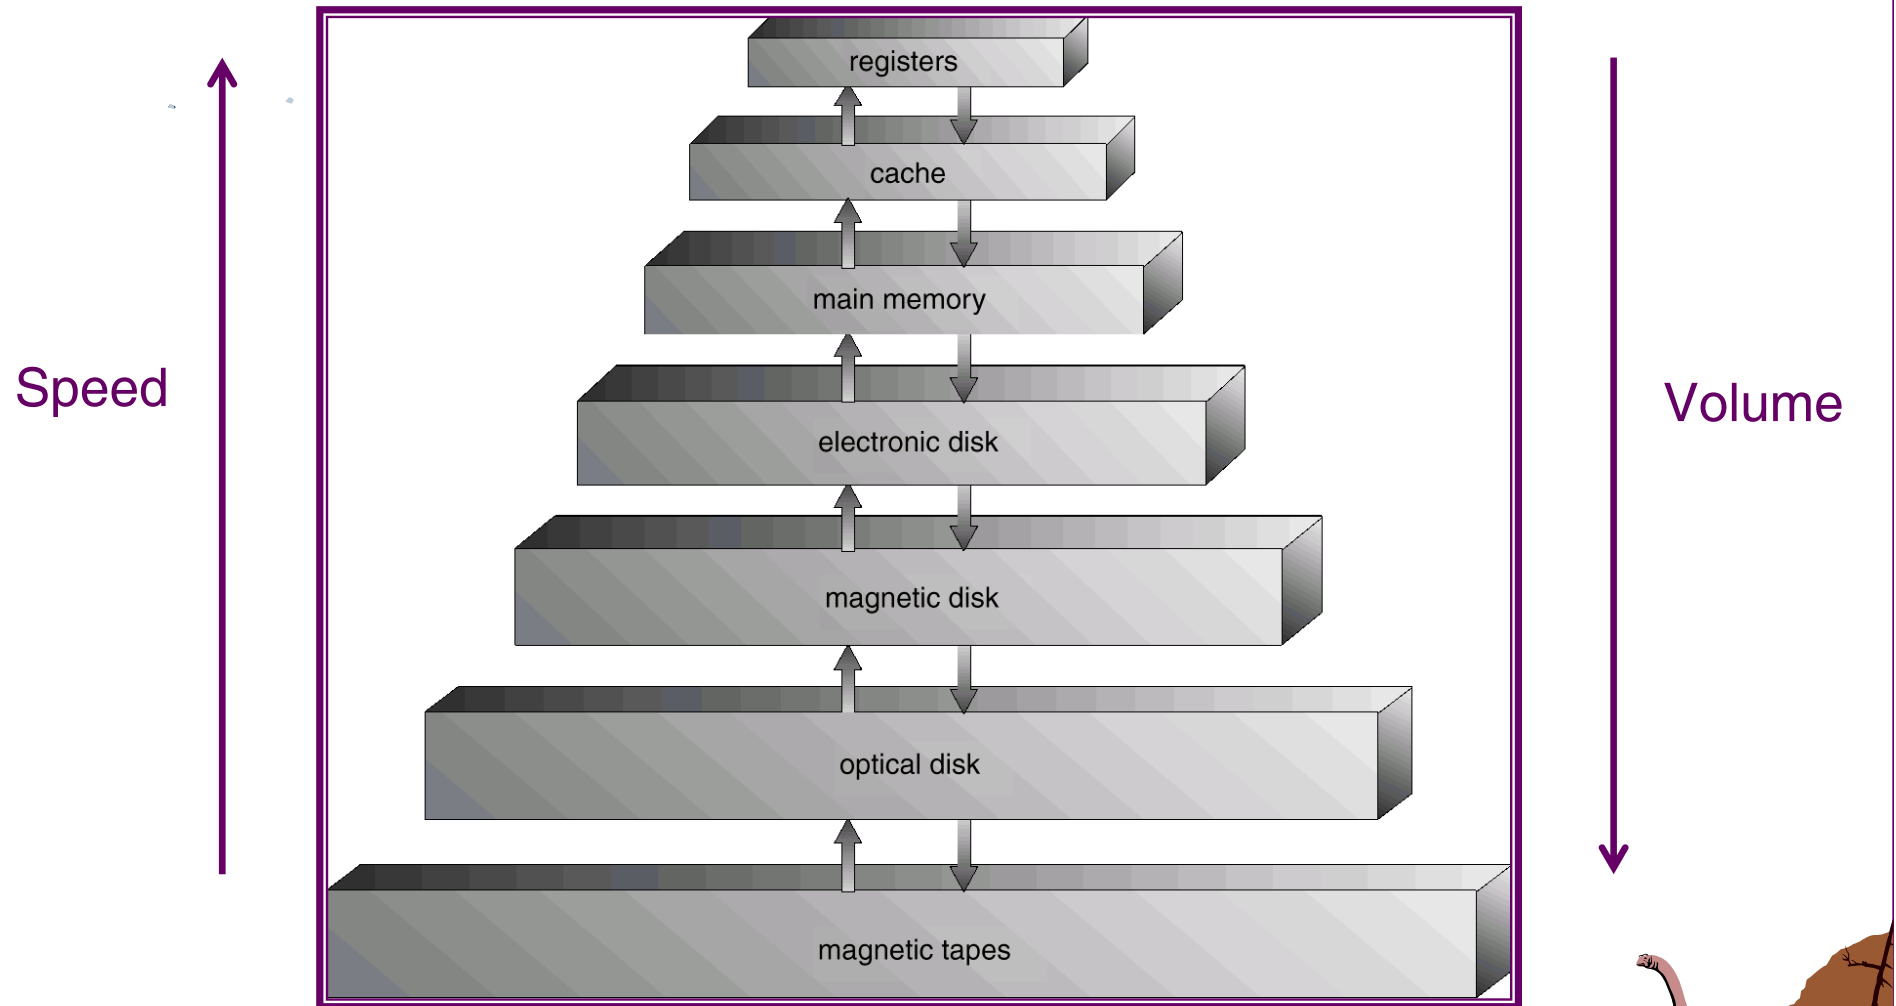 registers
cache
main memory
Speed
Volume
electronic disk
magnetic disk
optical disk
magnetic tapes